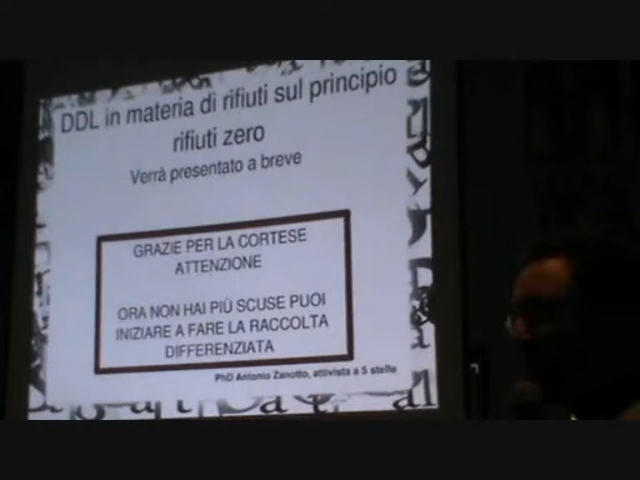 DDL in materia di rifiuti sul principio
rifiuti zero
Verrà presentato a breve
GRAZIE PER LA CORTESE
ATTENZIONE
ORA NON HAI PIÙ SCUSE PUOI
INIZIARE A FARE LA RACCOLTA
DIFFERENZIATA
PhD Antonio Zanotto, attivista a 5 stelle